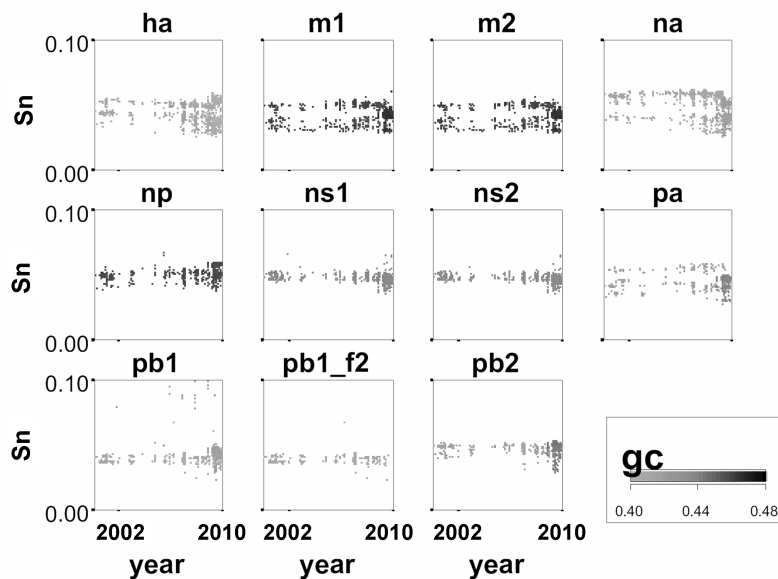 ha m1 m2 na
0.10
Sn
0.00
np ns1 ns2 pa
0.10
Sn
0.00
pb1 pb1_f2 pb2
0.10
Sn
0.00
gc
0.40 0.44 0.48
2002 2010 2002 2010 2002 2010
year year year